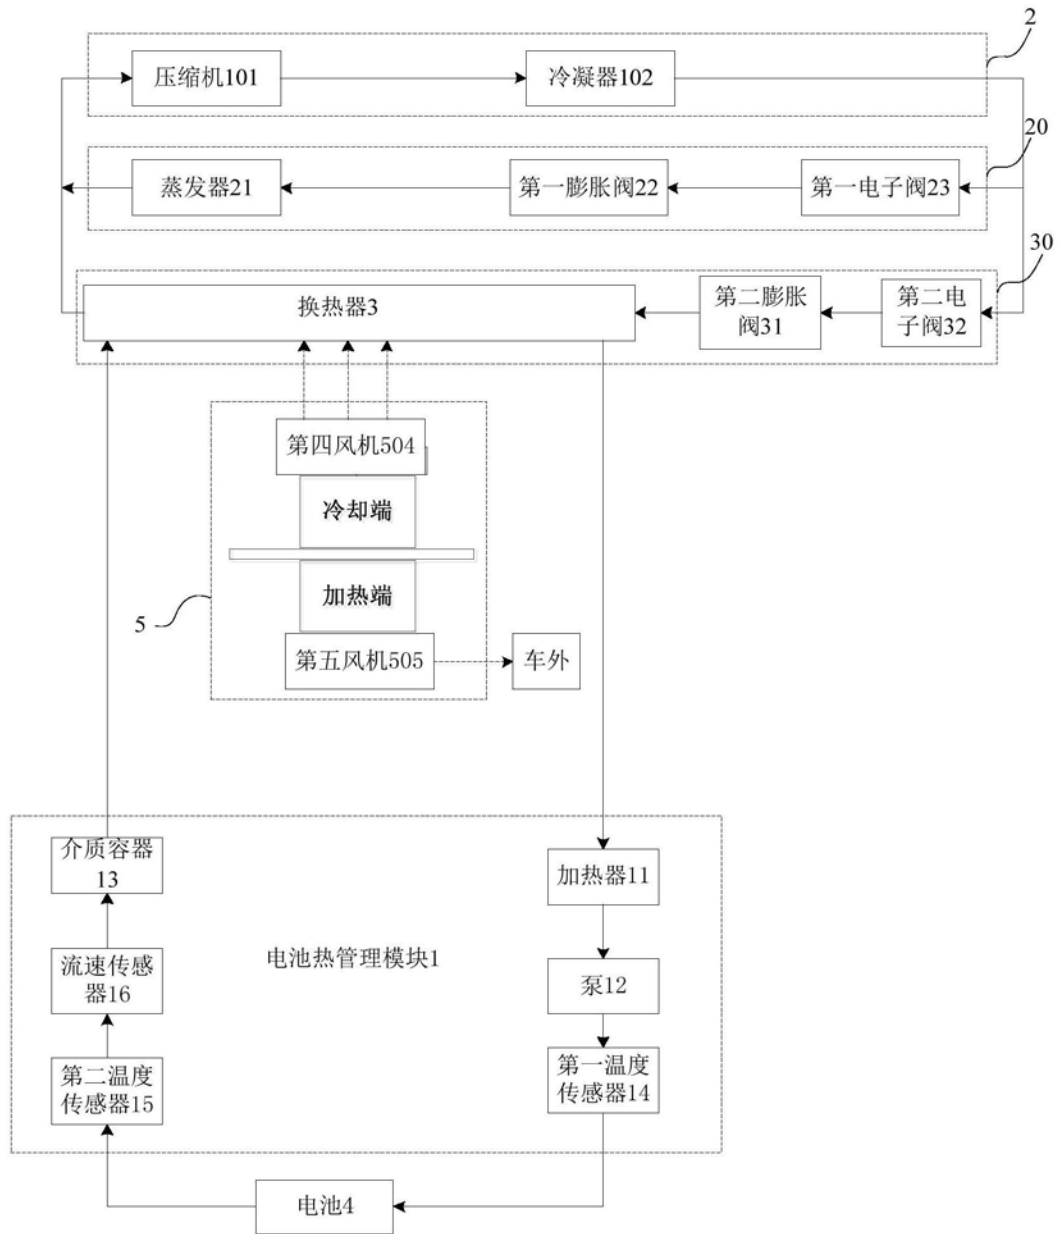 2
压缩机101
冷凝器102
20
蒸发器21
第一膨胀阀22
第一电子阀23
30
换热器3
第二膨胀
阀31
第二电
子阀32
第四风机504
冷却端
加热端
5
第五风机505
车外
介质容器
13
加热器11
流速传感
器16
电池热管理模块1
泵12
第二温度
传感器15
第一温度
传感器14
电池4